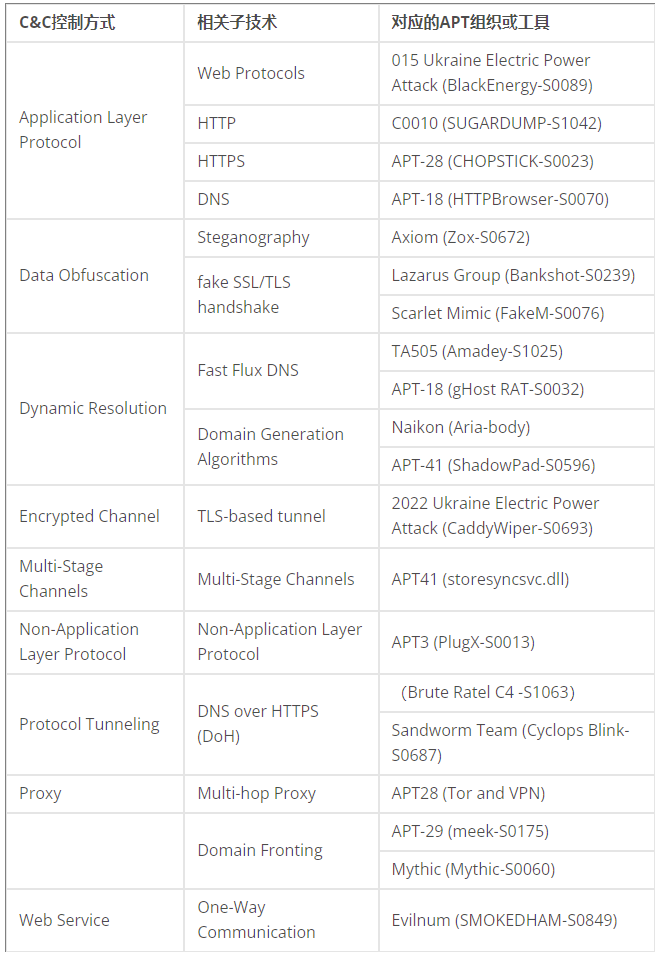 C&C控制方式
相关子技术
对应的APT组织或工具
Application Layer
Protocol
Web Protocols
015 Ukraine Electric Power
Attack (BlackEnergy-S0089)
HTTP
C0010 (SUGARDUMP-S1042)
HTTPS
APT-28 (CHOPSTICK-S0023)
DNS
APT-18 (HTTPBrowser-S0070)
Data Obfuscation
Steganography
Axiom (Zox-S0672)
fake SSL/TLS
handshake
Lazarus Group (Bankshot-S0239)
Scarlet Mimic (FakeM-S0076)
Dynamic Resolution
Fast Flux DNS
TA505 (Amadey-S1025)
APT-18 (gHost RAT-S0032)
Domain Generation
Algorithms
Naikon (Aria-body)
APT-41 (ShadowPad-S0596)
Encrypted Channel
TLS-based tunnel
2022 Ukraine Electric Power
Attack (CaddyWiper-S0693)
Multi-Stage
Channels
Multi-Stage Channels
APT41 (storesyncsvc.dll)
Non-Application
Layer Protocol
Non-Application Layer
Protocol
APT3 (PlugX-S0013)
Protocol Tunneling
DNS over HTTPS
(DoH)
（Brute Ratel C4 -S1063）
Sandworm Team (Cyclops Blink-
S0687)
Proxy
Multi-hop Proxy
APT28 (Tor and VPN)
Domain Fronting
APT-29 (meek-S0175)
Mythic (Mythic-S0060)
Web Service
One-Way
Communication
Evilnum (SMOKEDHAM-S0849)